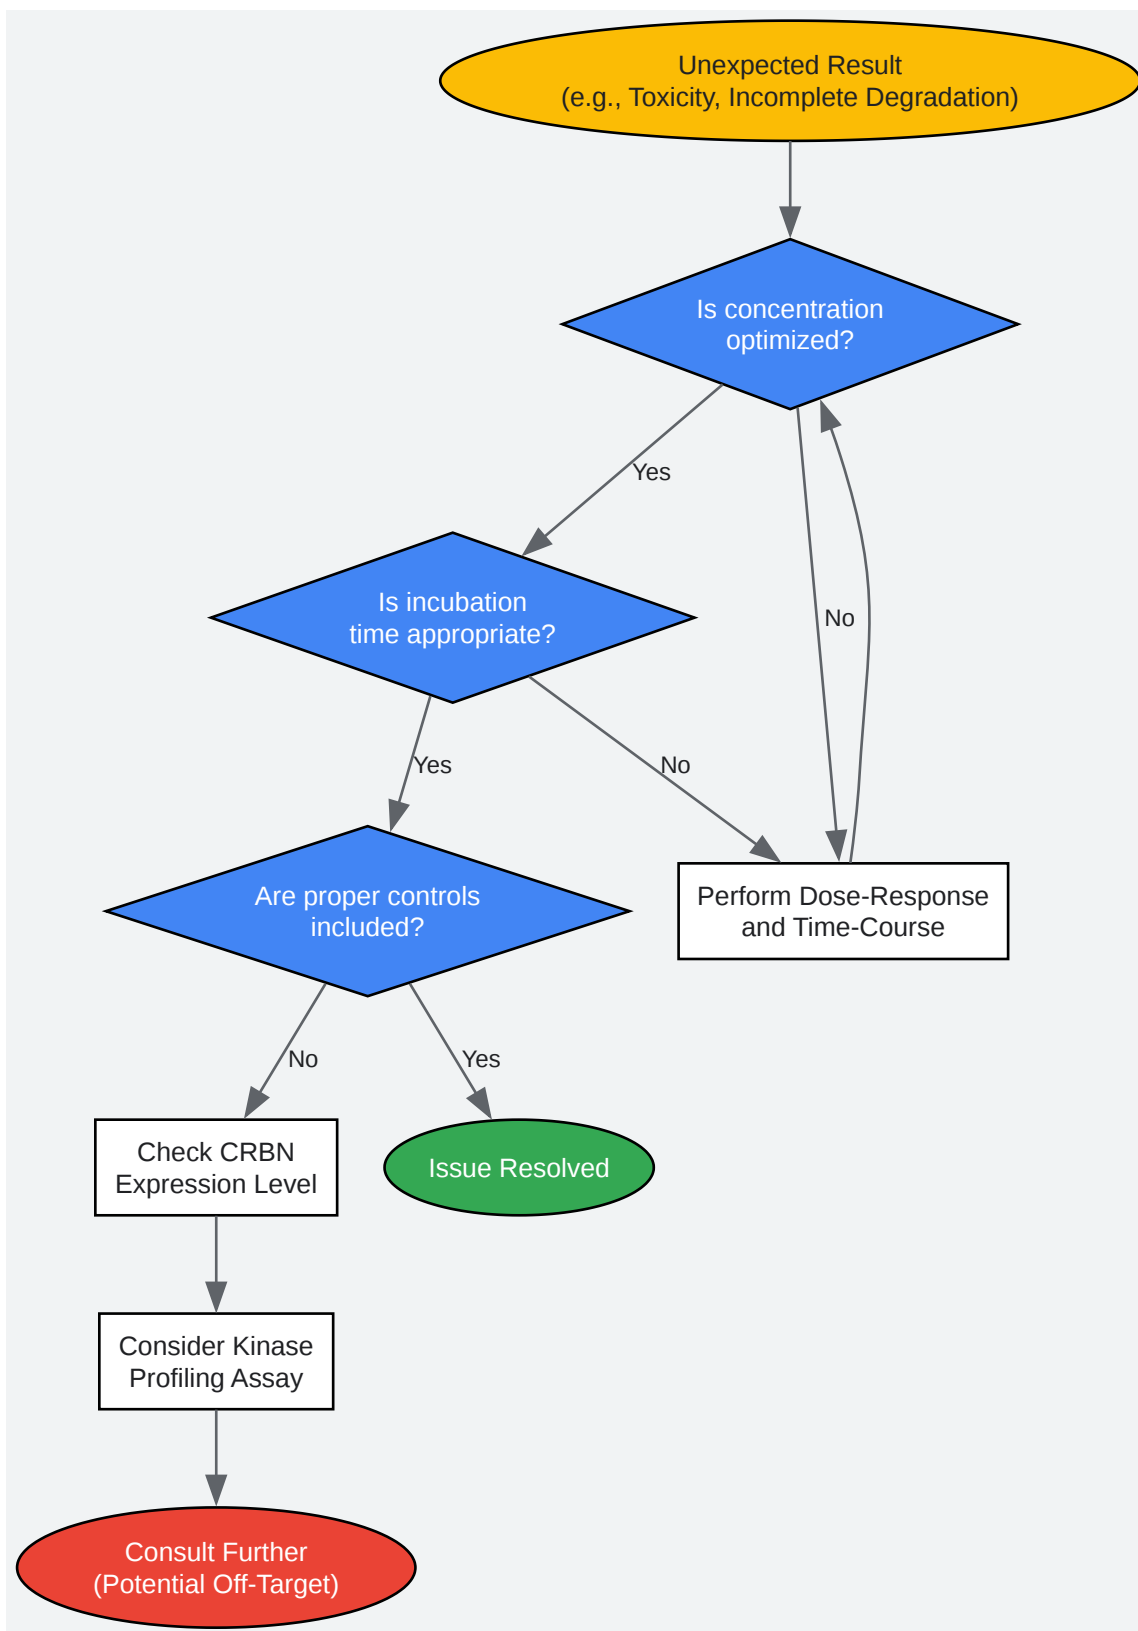 Unexpected Result
(e.g., Toxicity, Incomplete Degradation)
Is concentration
optimized?
Yes
Is incubation
time appropriate?
No
Yes
No
Are proper controls
included?
Perform Dose-Response
and Time-Course
No
Yes
Check CRBN
Expression Level
Issue Resolved
Consider Kinase
Profiling Assay
Consult Further
(Potential Off-Target)